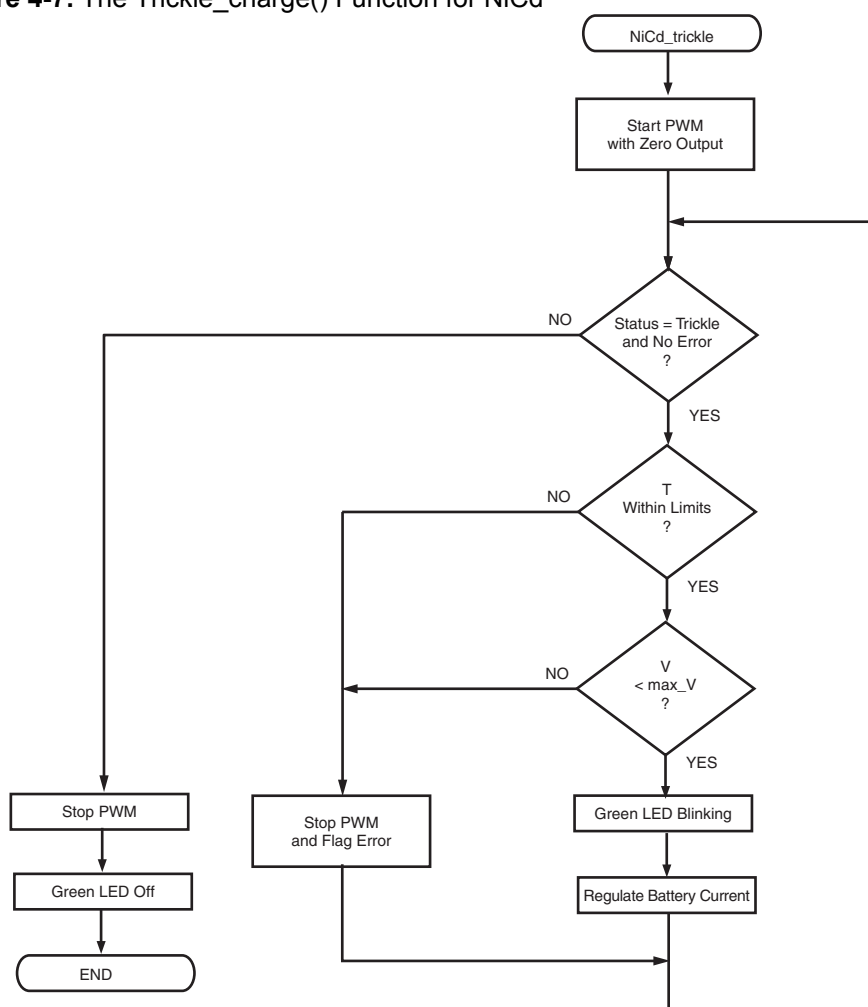 re 4-7. The Trickle_charge() Function for NiCd
NiCd_trickle
Start PWM
with Zero Output
NO
Status = Trickle
and No Error
?
YES
NO
T
Within Limits
?
YES
NO
V
< max_V
?
YES
Stop PWM
Stop PWM
and Flag Error
Green LED Blinking
Green LED Off
Regulate Battery Current
END